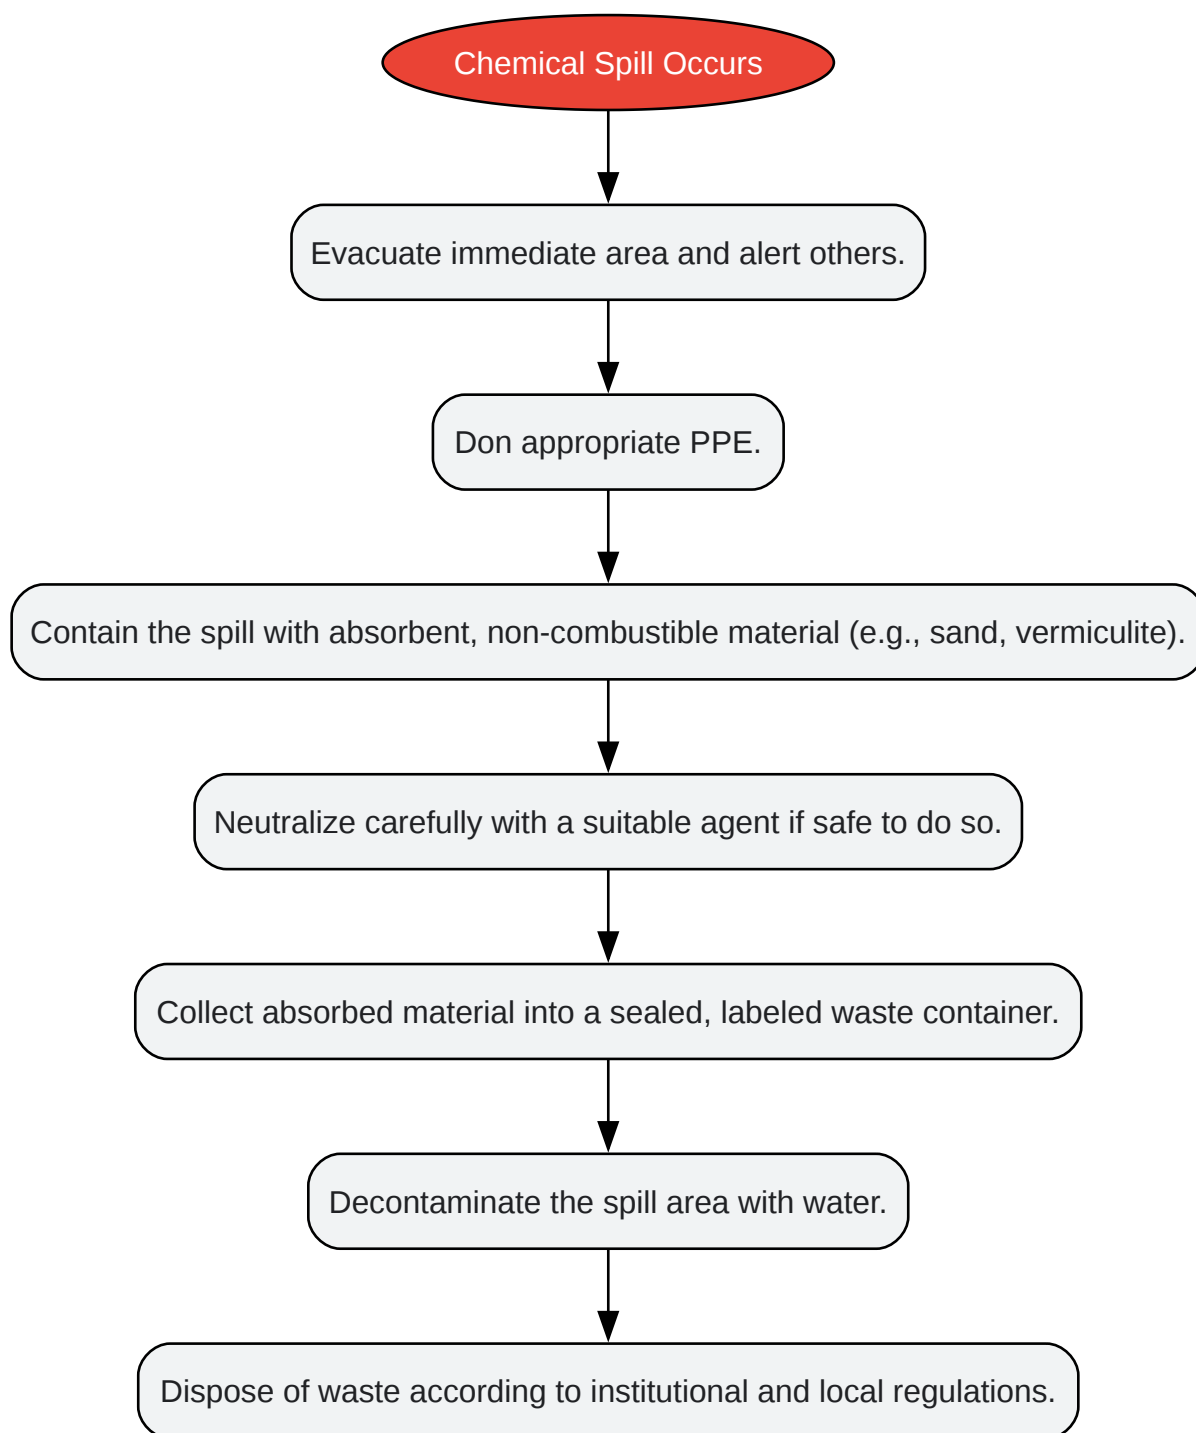 Chemical Spill Occurs
Evacuate immediate area and alert others.
Don appropriate PPE.
Contain the spill with absorbent, non-combustible material (e.g., sand, vermiculite).
Neutralize carefully with a suitable agent if safe to do so.
Collect absorbed material into a sealed, labeled waste container.
Decontaminate the spill area with water.
Dispose of waste according to institutional and local regulations.